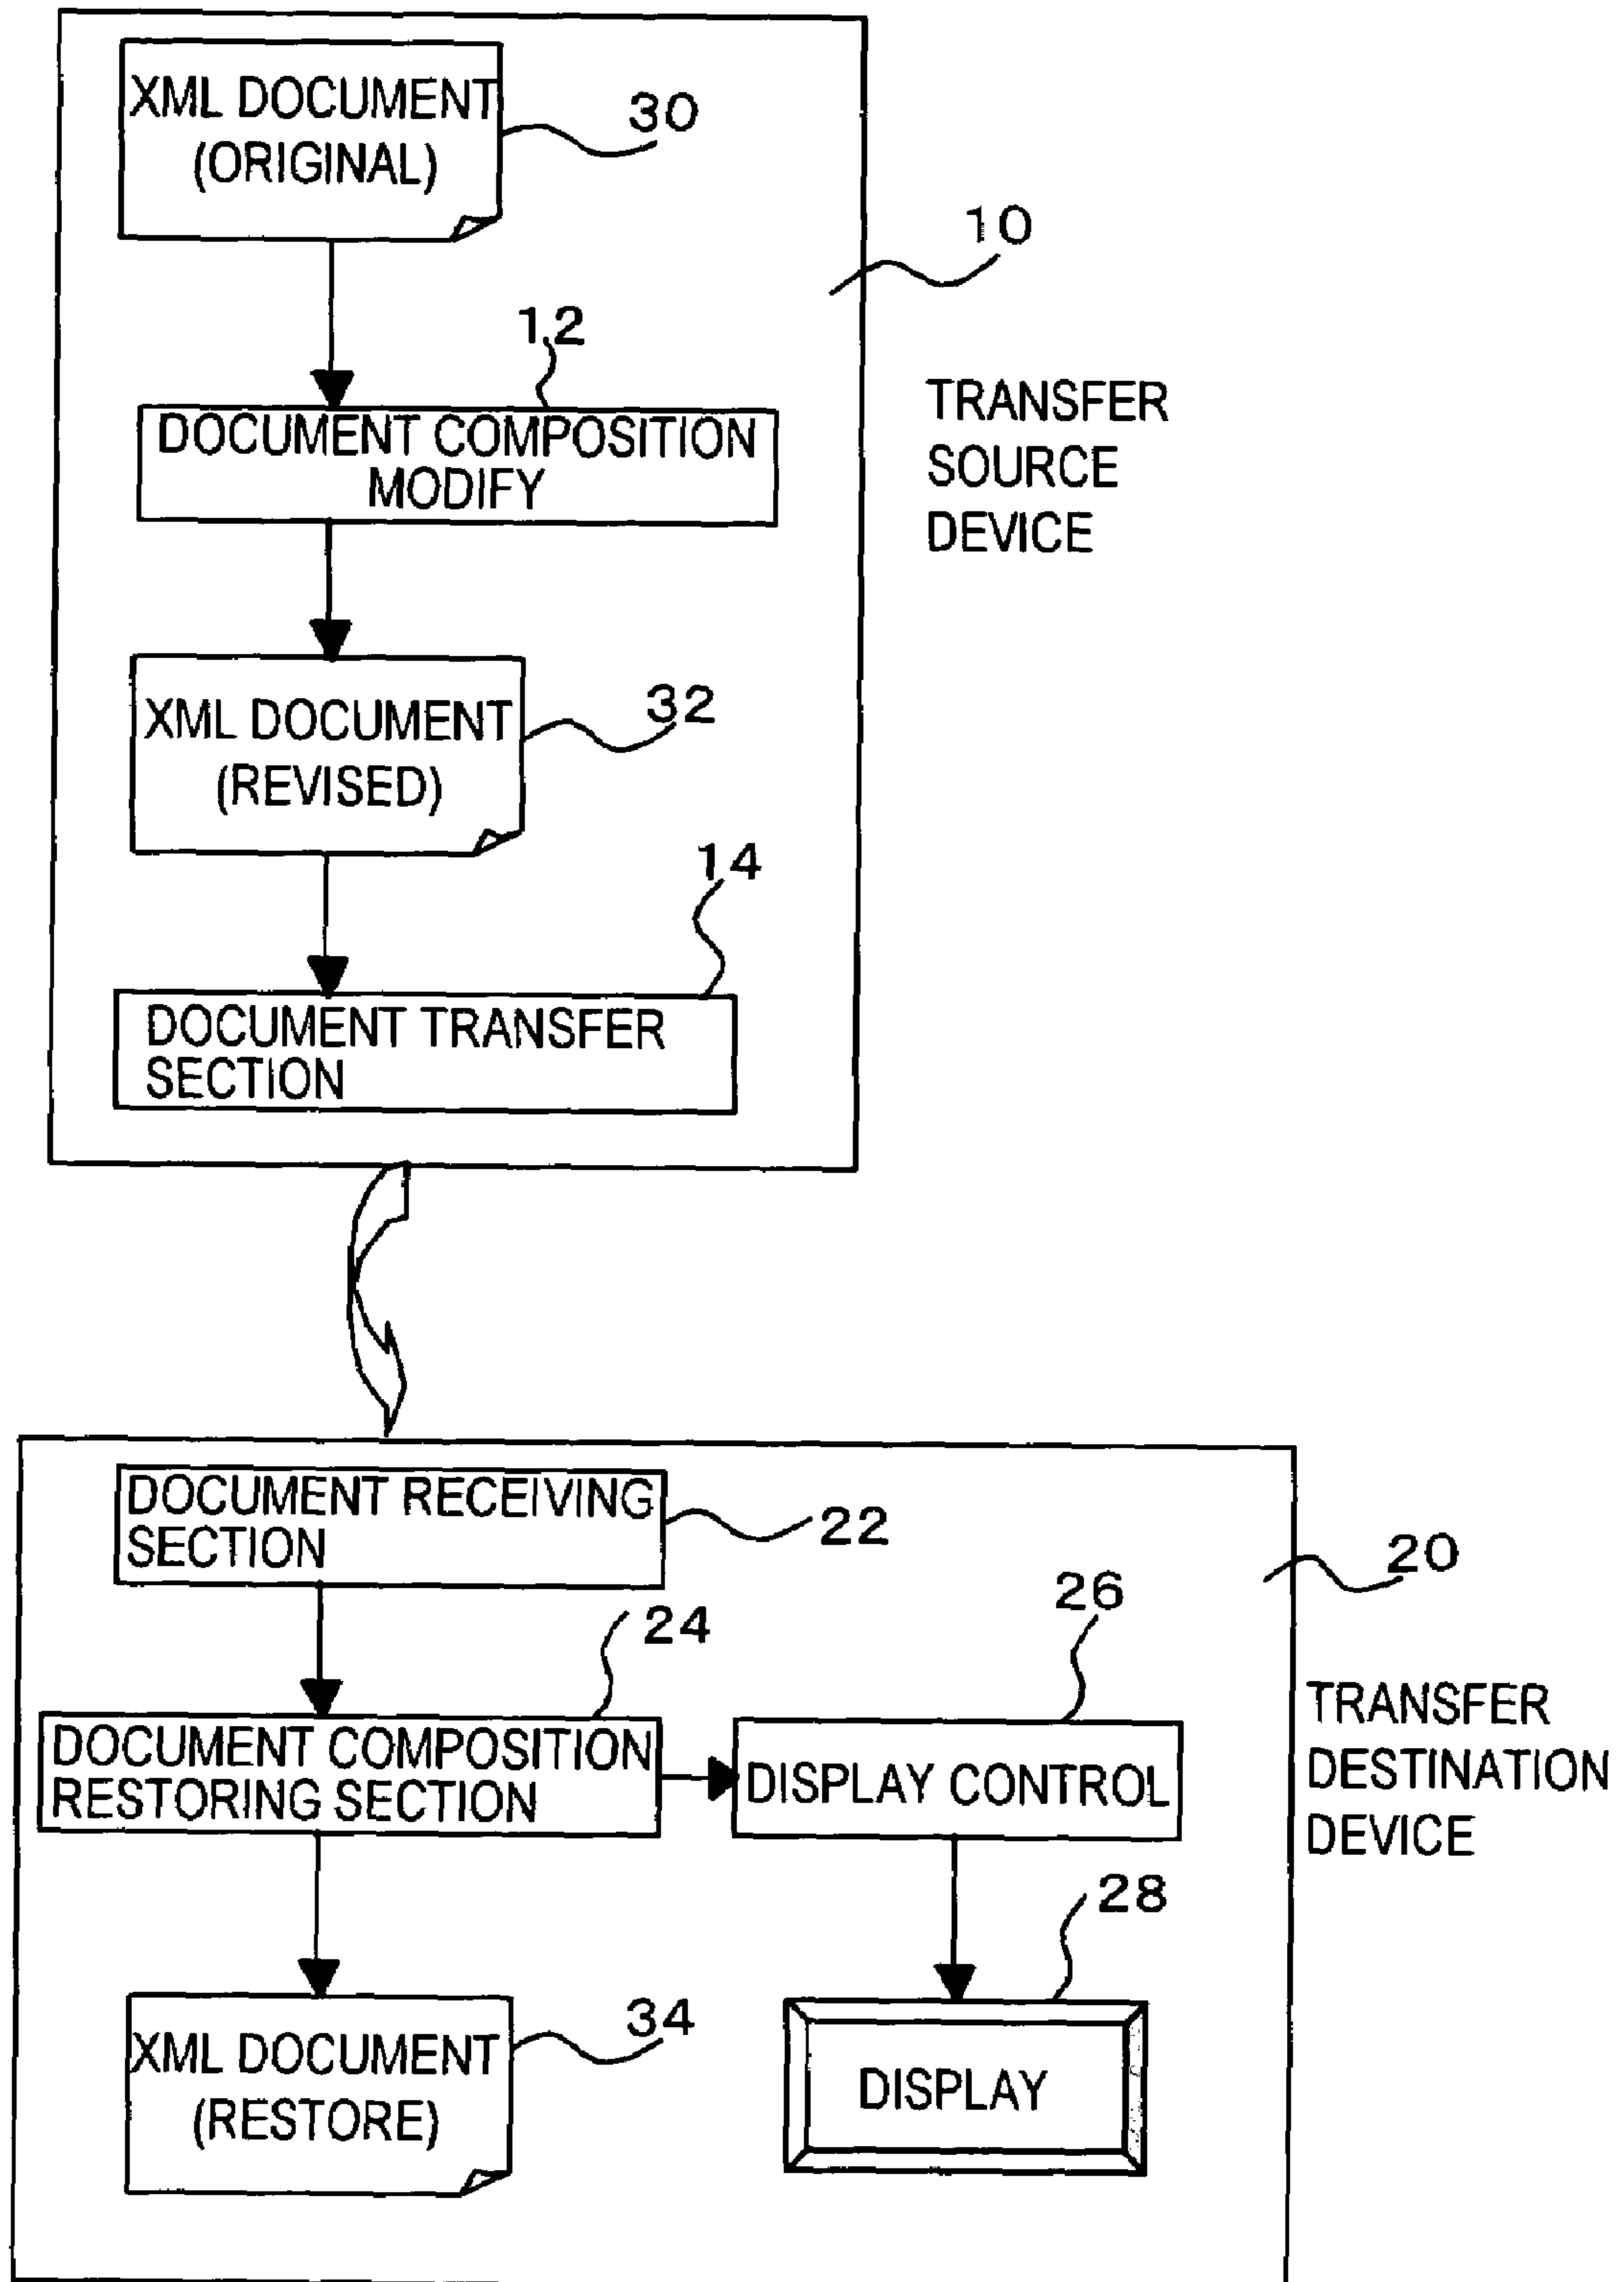 XML DOCUMENT
(ORIGINAL)
30
10
12
DOCUMENT COMPOSITION
MODIFY
TRANSFER
SOURCE
DEVICE
XML DOCUMENT
(REVISED)
32
14
DOCUMENT TRANSFER
SECTION
DOCUMENT RECEIVING
SECTION
22
20
24
26
DOCUMENT COMPOSITION
RESTORING SECTION
DISPLAY CONTROL
TRANSFER
DESTINATION
DEVICE
28
XML DOCUMENT
(RESTORE)
34
DISPLAY